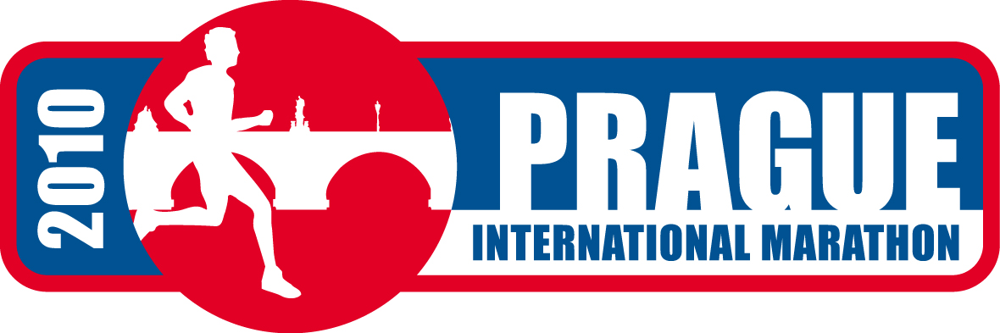 2010
PRAGUE
INTERNATIONAL MARATHON